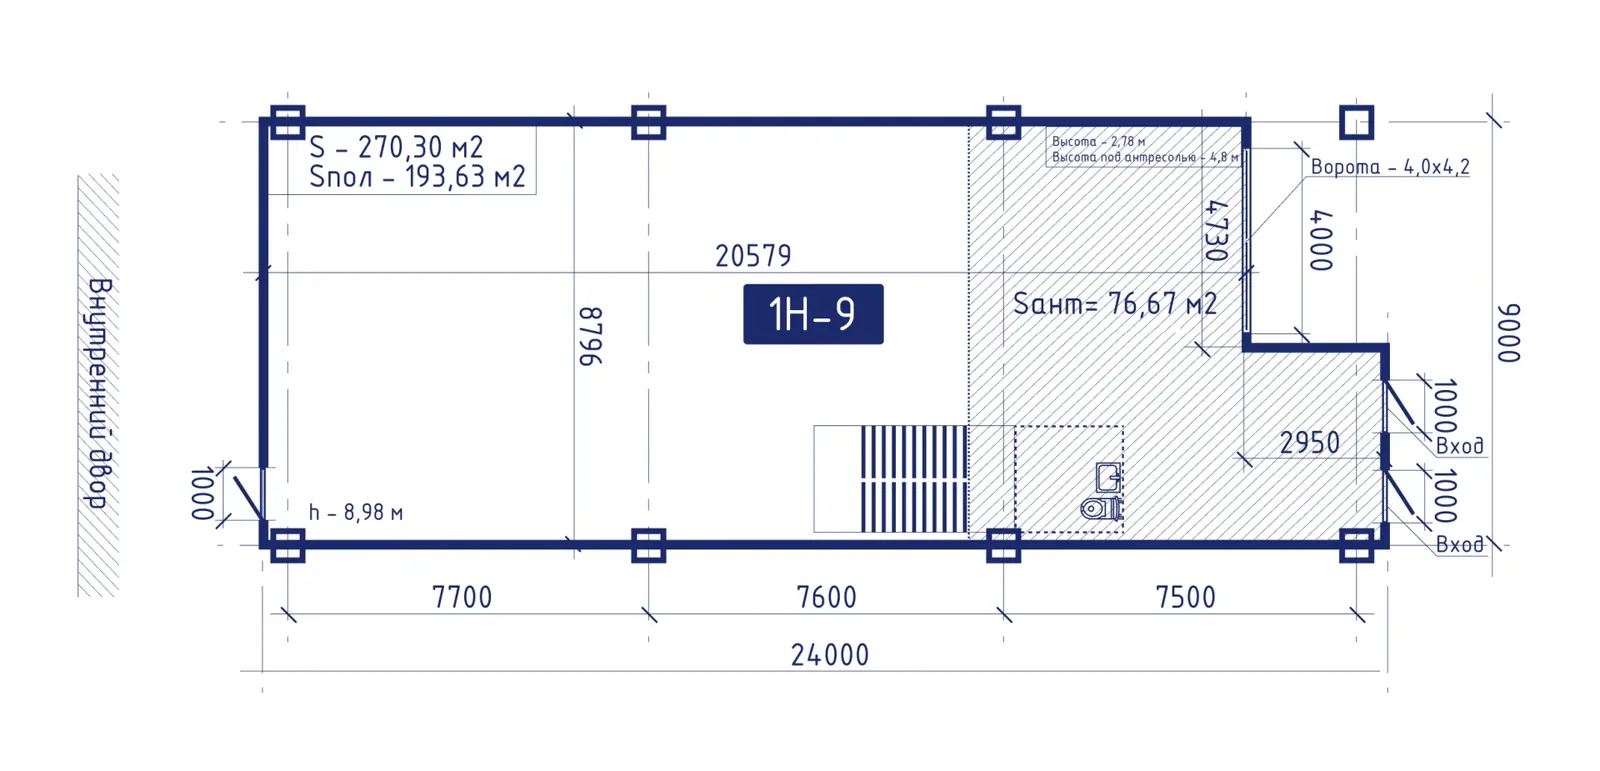 S – 270,30 м2
Sпол – 193,63 м2
Высота – 2,78 м
Высота под антресолью – 4,8 м
Ворота – 4,0х4,2
4730
4000
20579
1Н–9
Sант= 76,67 м2
8796
9000
Внутренний двор
1000
Вход
2950
1000
Вход
1000
h – 8,98 м
7700
7600
7500
24000